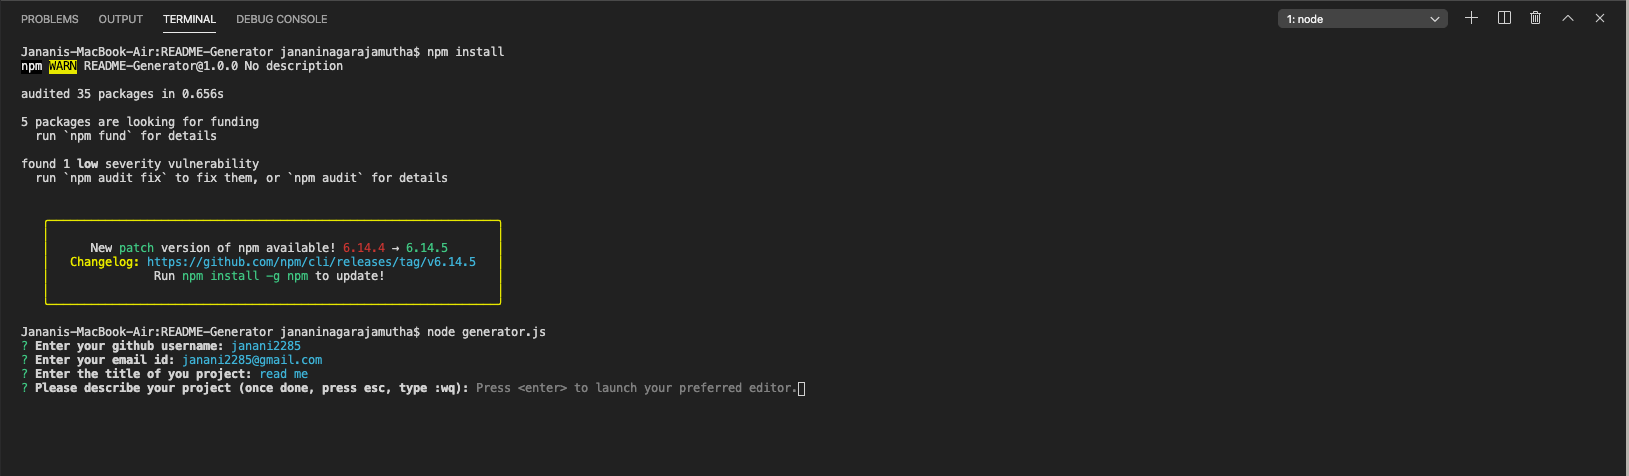 PROBLEMS OUTPUT TERMINAL DEBUG CONSOLE 1: node
Jananis-MacBook-Air:README-Generator jananinagarajamutha$ npm install
npm WARN README-Generator@1.0.0 No description
audited 35 packages in 0.656s
5 packages are looking for funding
run `npm fund` for details
found 1 low severity vulnerability
run `npm audit fix` to fix them, or `npm audit` for details
New patch version of npm available! 6.14.4 → 6.14.5
Changelog: https://github.com/npm/cli/releases/tag/v6.14.5
Run npm install -g npm to update!
Jananis-MacBook-Air:README-Generator jananinagarajamutha$ node generator.js
? Enter your github username: janani2285
? Enter your email id: janani2285@gmail.com
? Enter the title of you project: read me
? Please describe your project (once done, press esc, type :wq): Press <enter> to launch your preferred editor.